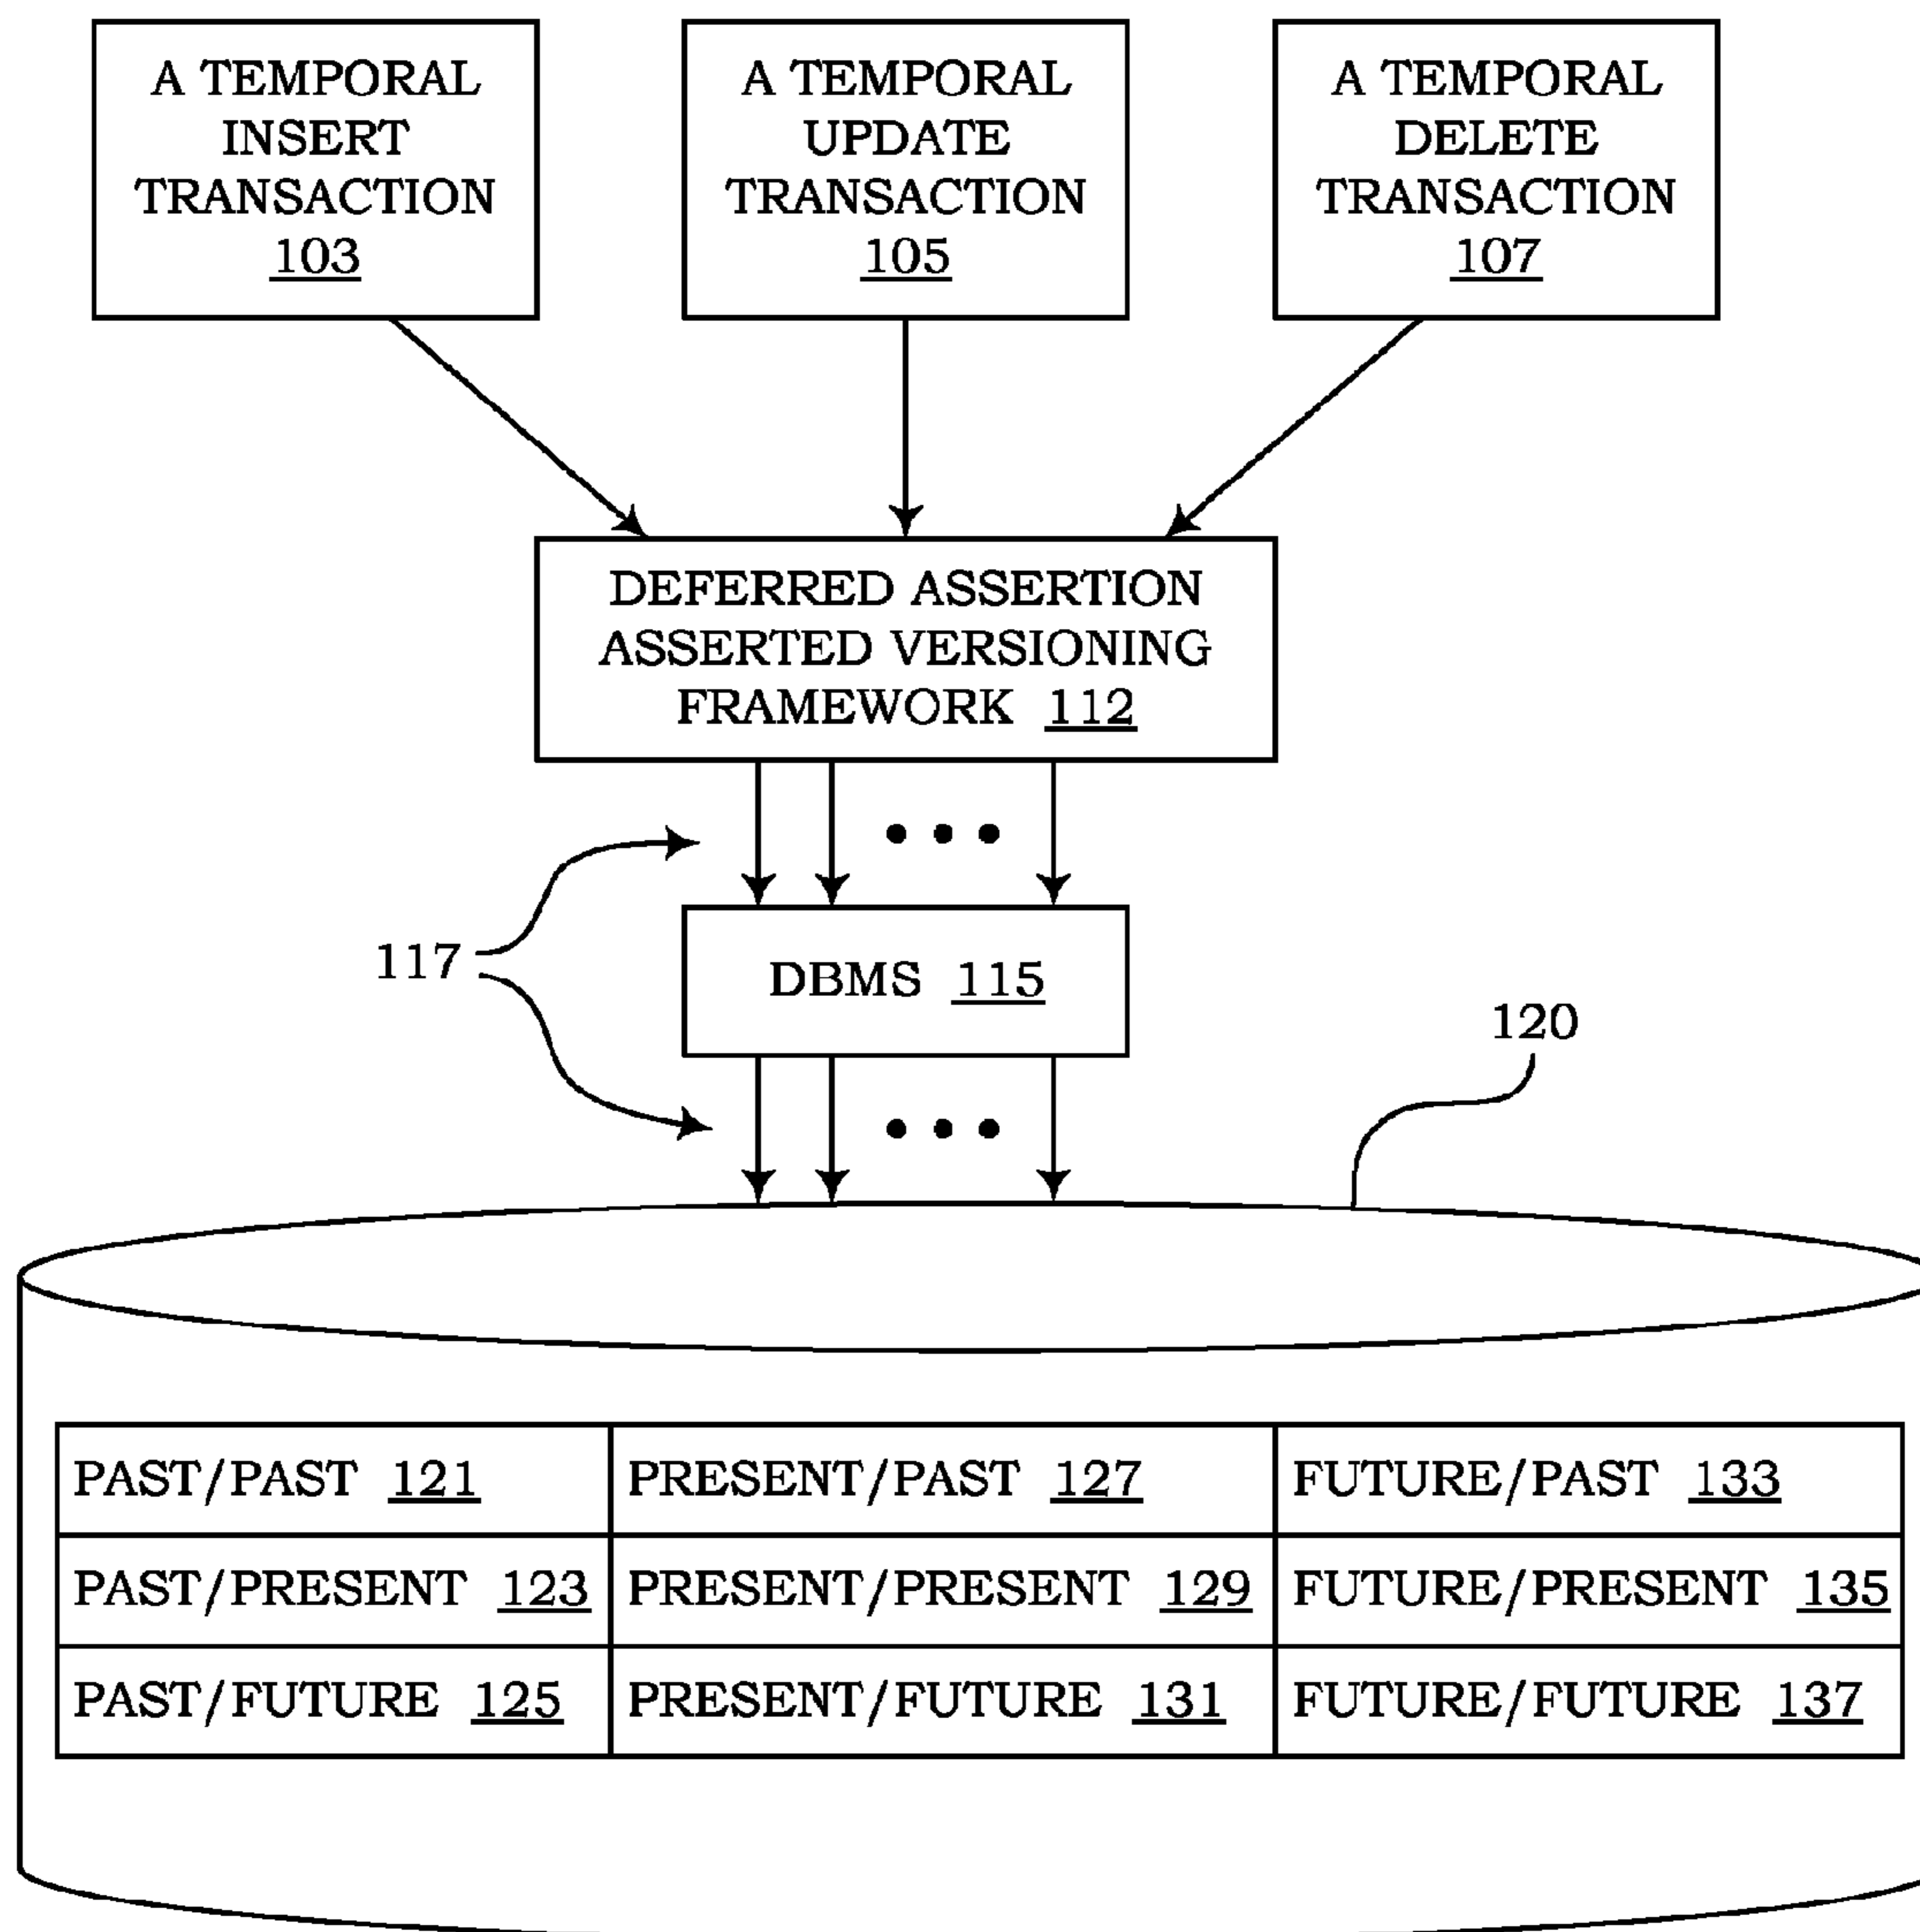 A TEMPORAL
INSERT
TRANSACTION
103
A TEMPORAL
UPDATE
TRANSACTION
105
A TEMPORAL
DELETE
TRANSACTION
107
DEFERRED ASSERTION
ASSERTED VERSIONING
FRAMEWORK 112
117
DBMS 115
120
PAST/PAST 121
PRESENT/PAST 127
FUTURE/PAST 133
PAST/PRESENT 123
PRESENT/PRESENT 129
FUTURE/PRESENT 135
PAST/FUTURE 125
PRESENT/FUTURE 131
FUTURE/FUTURE 137